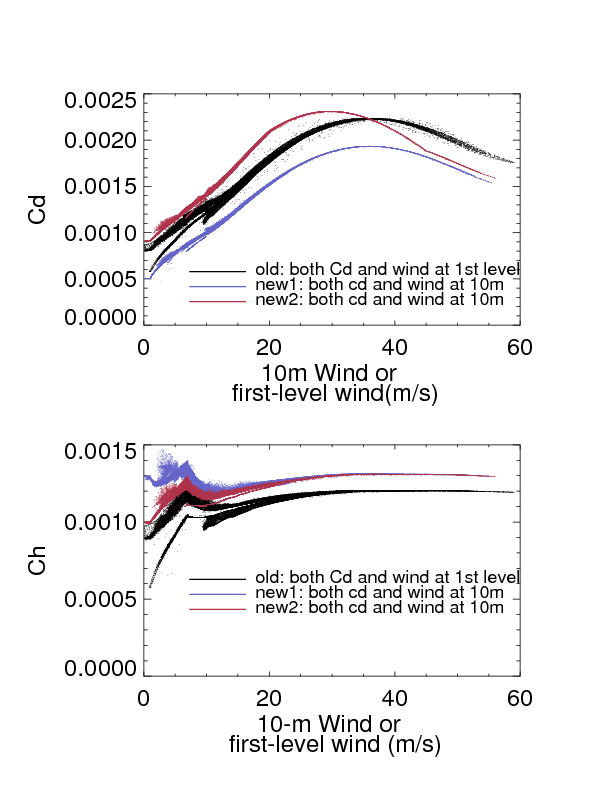 0.0025
0.0020
0.0015
0.0010
0.0005
0.0000
Cd
old: both Cd and wind at 1st level
new1: both cd and wind at 10m
new2: both cd and wind at 10m
0 20 40 60
10m Wind or
first-level wind(m/s)
0.0015
0.0010
0.0005
0.0000
Ch
old: both Cd and wind at 1st level
new1: both cd and wind at 10m
new2: both cd and wind at 10m
0 20 40 60
10-m Wind or
first-level wind (m/s)